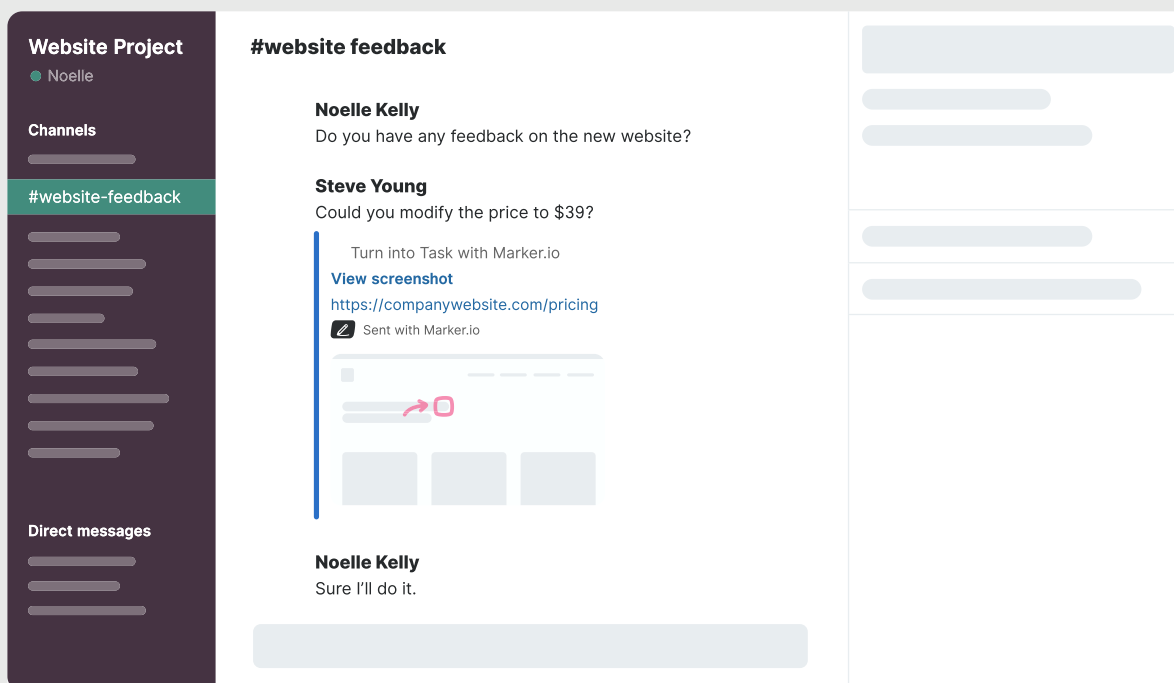 Website Project
Noelle
Channels
#website-feedback
Direct messages
#website feedback
Noelle Kelly
Do you have any feedback on the new website?
Steve Young
Could you modify the price to $39?
Turn into Task with Marker.io
View screenshot
https://companywebsite.com/pricing
Sent with Marker.io
Noelle Kelly
Sure I’ll do it.